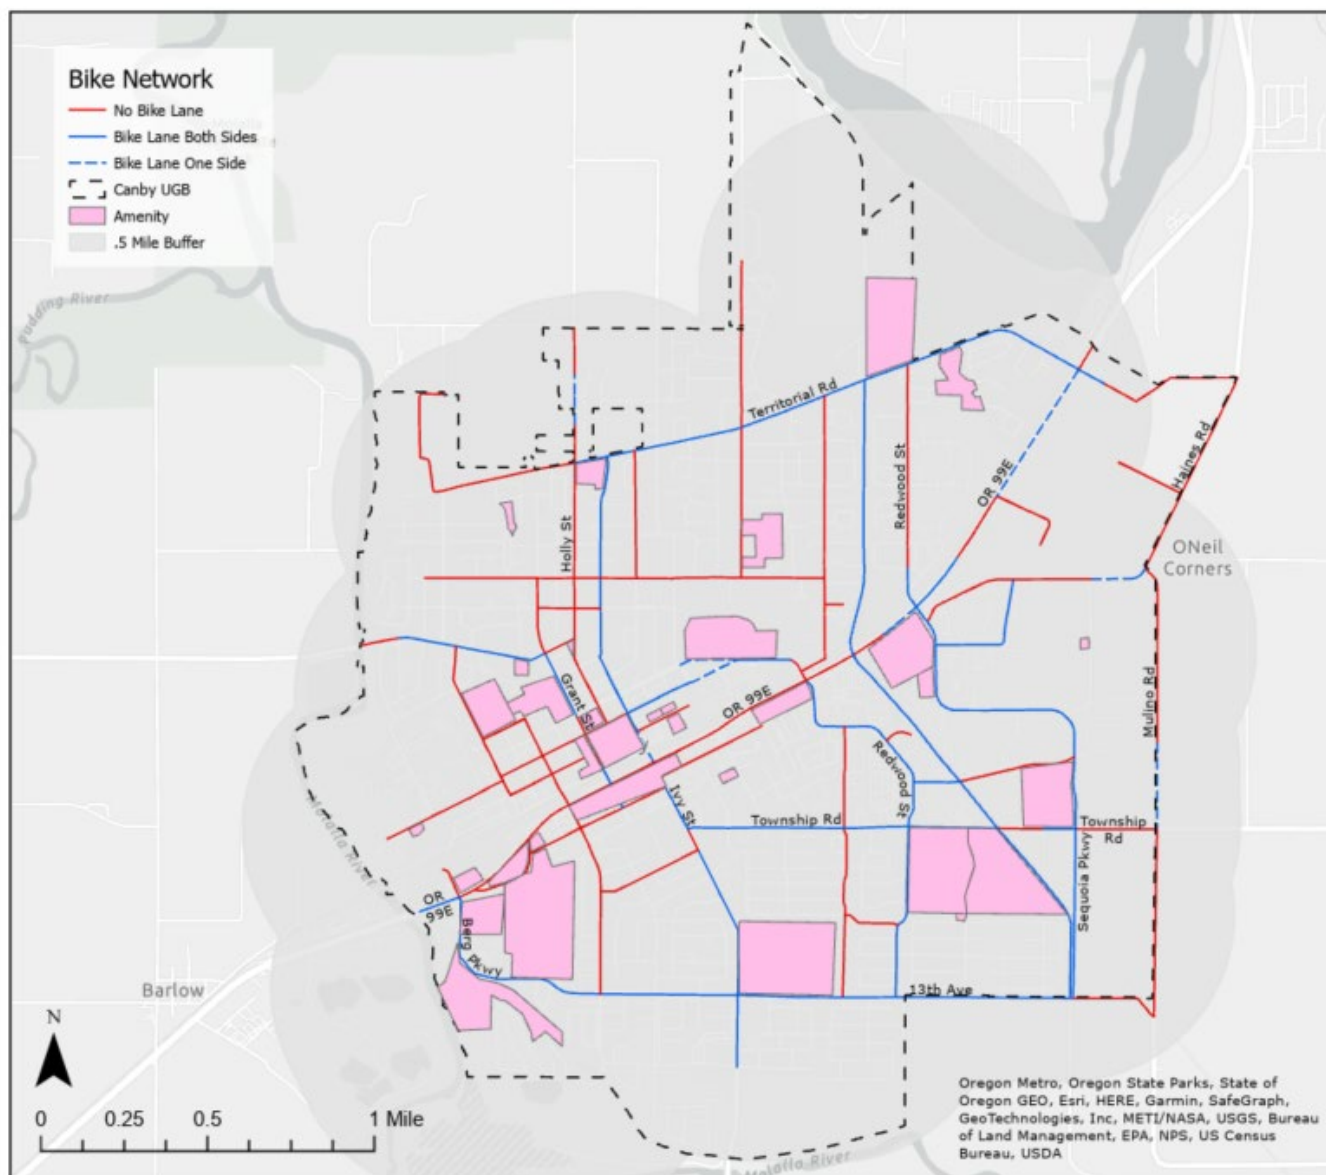 Bike Network
No Bike Lane
Bike Lane Both Sides
Bike Lane One Side
Canby UGB
Amenity
.5 Mile Buffer
Pudding River
Territorial Rd
Redwood St
OR 99E
Haines Rd
Holly St
ONeil
Corners
Grant St
OR 99E
Mulino Rd
Redwood St
Ivy St
Township Rd
Township
Rd
Molalla River
OR
99E
Sequoia Pkwy
Berg
Pkwy
Barlow
13th Ave
N
0 0.25 0.5 1 Mile
Oregon Metro, Oregon State Parks, State of
Oregon GEO, Esri, HERE, Garmin, SafeGraph,
GeoTechnologies, Inc, METI/NASA, USGS, Bureau
of Land Management, EPA, NPS, US Census
Bureau, USDA
Molalla River